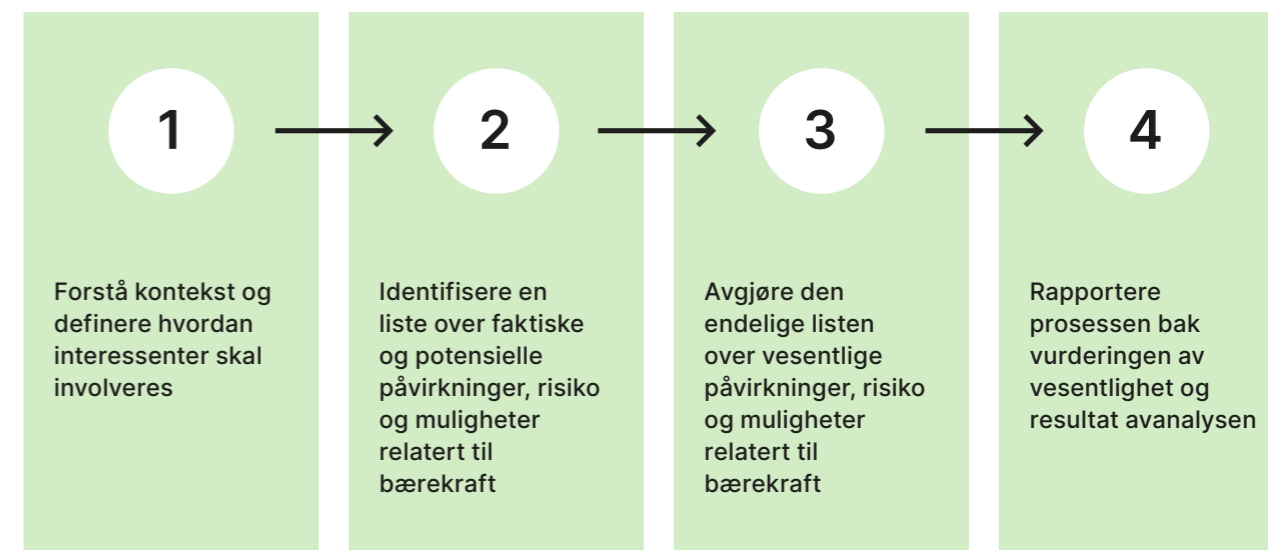 1
Forstå kontekst og
definere hvordan
interessenter skal
involveres
2
Identifisere en
liste over faktiske
og potensielle
påvirkninger, risiko
og muligheter
relatert til
bærekraft
3
Avgjøre den
endelige listen
over vesentlige
påvirkninger, risiko
og muligheter
relatert til
bærekraft
4
Rapportere
prosessen bak
vurderingen av
vesentlighet og
resultat avanalysen